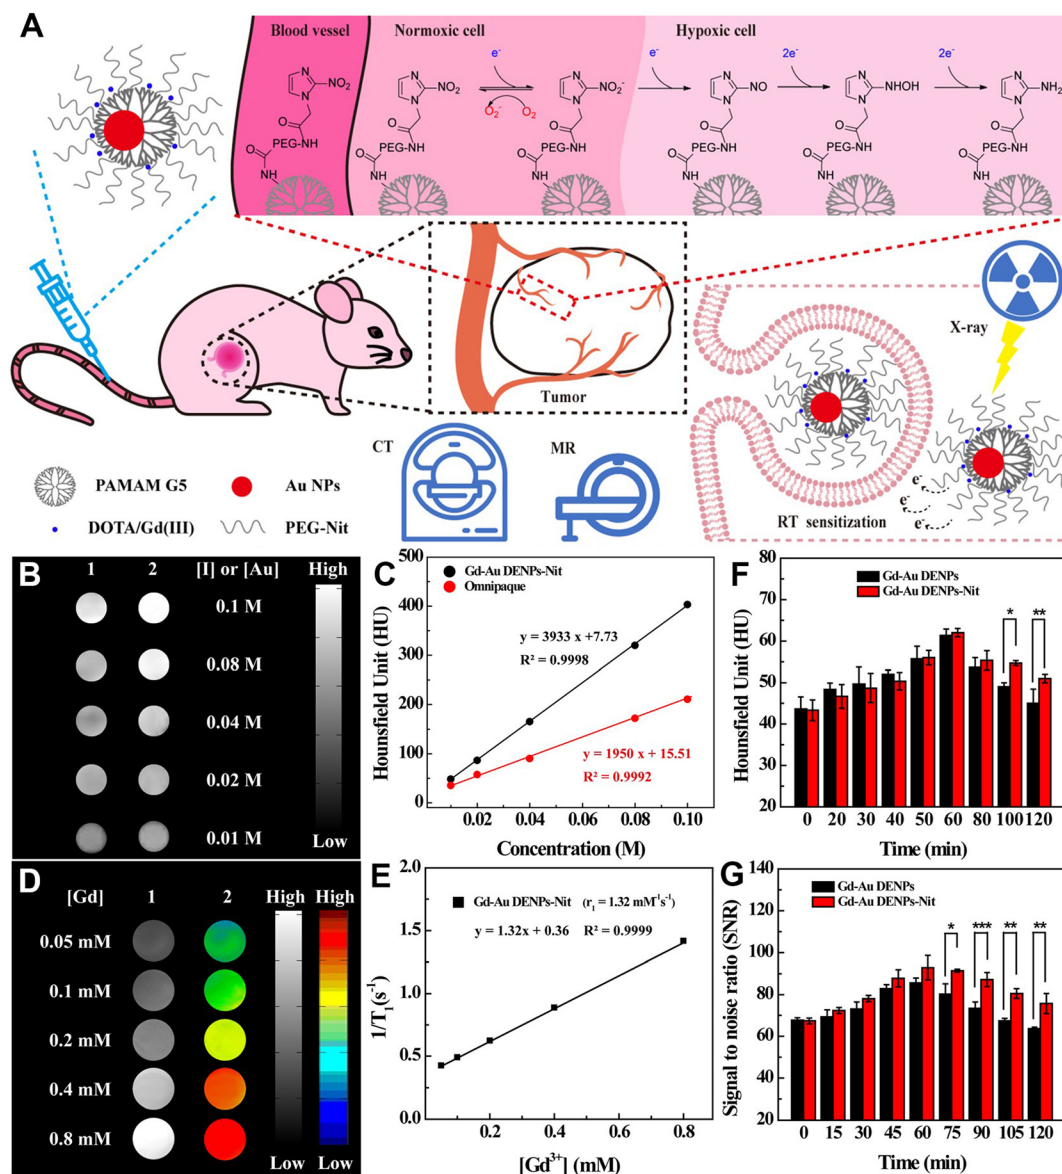 A
Blood vessel
Normoxic cell
Hypoxic cell
e⁻
e⁻
2e⁻
2e⁻
N
N
NO₂
O
PEG-NH
O
NH
N
N
NO₂
O₂⁻
O₂
O
PEG-NH
O
NH
N
N
NO₂⁻
O
PEG-NH
O
NH
N
N
NO
O
PEG-NH
O
NH
N
N
NHOH
O
PEG-NH
O
NH
N
N
NH₂
O
PEG-NH
O
NH
Tumor
X-ray
CT
MR
e⁻
e⁻
e⁻
RT sensitization
PAMAM G5
Au NPs
DOTA/Gd(III)
PEG-Nit
B
1 2 [I] or [Au] High
0.1 M
0.08 M
0.04 M
0.02 M
0.01 M
Low
C
Gd-Au DENPs-Nit
Omnipaque
y = 3933 x +7.73
R² = 0.9998
y = 1950 x + 15.51
R² = 0.9992
Hounsfield Unit (HU)
500
400
300
200
100
0
0.02 0.04 0.06 0.08 0.10
Concentration (M)
F
Gd-Au DENPs
Gd-Au DENPs-Nit
* **
Hounsfield Unit (HU)
80
70
60
50
40
30
20
0 20 30 40 50 60 80 100 120
Time (min)
D
[Gd] 1 2 High High
0.05 mM
0.1 mM
0.2 mM
0.4 mM
0.8 mM
Low Low
E
Gd-Au DENPs-Nit (r₁ = 1.32 mM⁻¹s⁻¹)
y = 1.32x + 0.36 R² = 0.9999
1/T₁(s⁻¹)
2.0
1.5
1.0
0.5
0.0
0.0 0.2 0.4 0.6 0.8
[Gd³⁺] (mM)
G
Gd-Au DENPs
Gd-Au DENPs-Nit
* *** ** **
Signal to noise ratio (SNR)
140
120
100
80
60
40
20
0 15 30 45 60 75 90 105 120
Time (min)